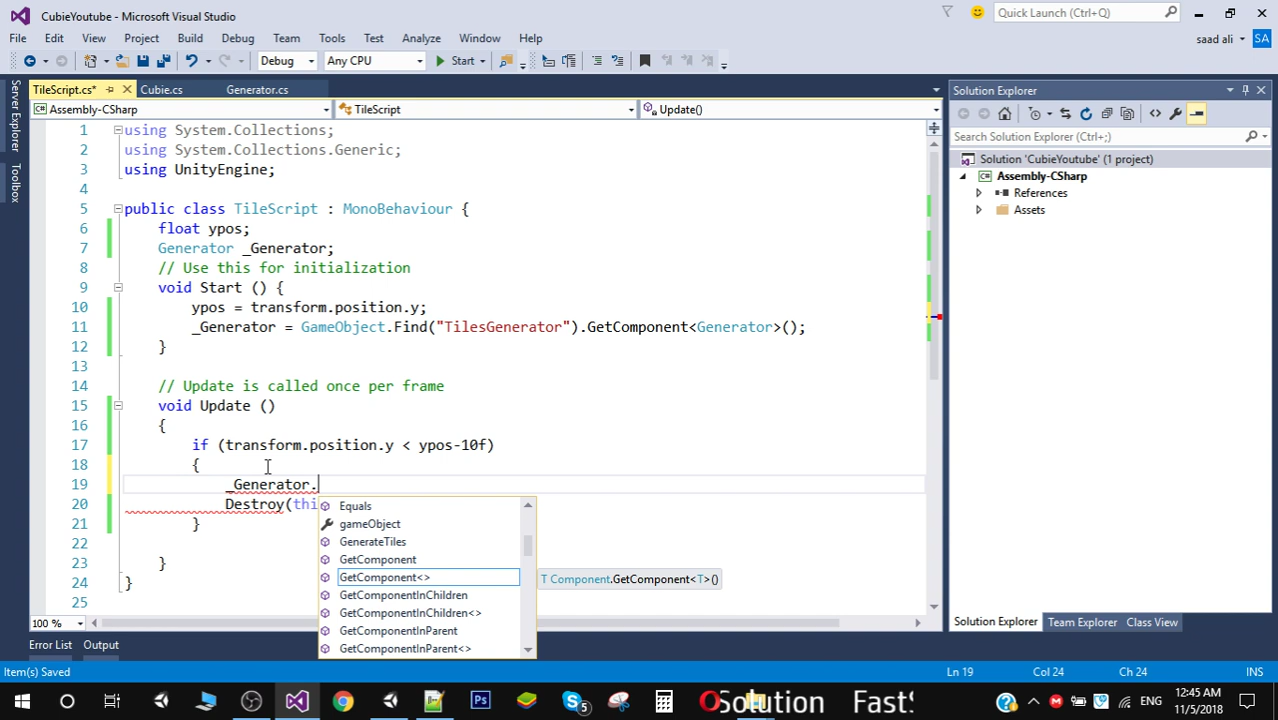 CubieYoutube - Microsoft Visual Studio
Quick Launch (Ctrl+Q)
File Edit View Project Build Debug Team Tools Test Analyze Window Help
saad ali SA
Debug Any CPU Start
TileScript.cs* Cubie.cs Generator.cs
Assembly-CSharp TileScript Update()
Server Explorer
Toolbox
1 using System.Collections;
2 using System.Collections.Generic;
3 using UnityEngine;
4
5 public class TileScript : MonoBehaviour {
6 float ypos;
7 Generator _Generator;
8 // Use this for initialization
9 void Start () {
10 ypos = transform.position.y;
11 _Generator = GameObject.Find("TilesGenerator").GetComponent<Generator>();
12 }
13
14 // Update is called once per frame
15 void Update ()
16 {
17 if (transform.position.y < ypos-10f)
18 {
19 _Generator.
20 Destroy(thi
21 }
22
23 }
24 }
25
Equals
gameObject
GenerateTiles
GetComponent
GetComponent<>
GetComponentInChildren
GetComponentInChildren<>
GetComponentInParent
GetComponentInParent<>
T Component.GetComponent<T>()
100 %
Error List Output
Solution Explorer
Search Solution Explorer (Ctrl+;)
Solution 'CubieYoutube' (1 project)
Assembly-CSharp
References
Assets
Solution Explorer Team Explorer Class View
Item(s) Saved Ln 19 Col 24 Ch 24 INS
Solution FastS
ENG
12:45 AM
11/5/2018